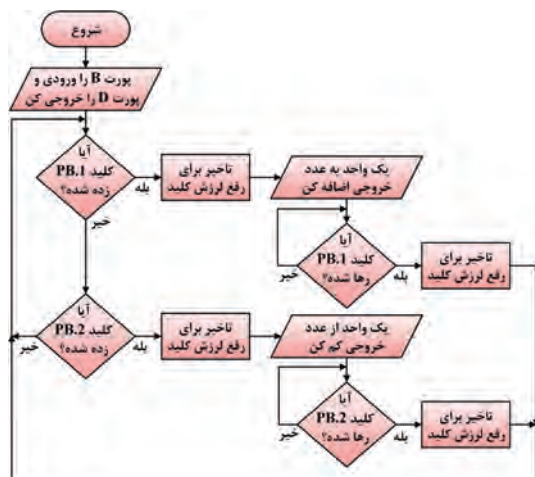 شروع
پورت B را ورودی و
پورت D را خروجی کن
آیا
کلید PB.1
زده شده؟
بله
خیر
تاخیر برای
رفع لرزش کلید
یک واحد به عدد
خروجی اضافه کن
آیا
کلید PB.1
رها شده؟
خیر
بله
تاخیر برای
رفع لرزش کلید
آیا
کلید PB.2
زده شده؟
خیر
بله
تاخیر برای
رفع لرزش کلید
یک واحد از عدد
خروجی کم کن
آیا
کلید PB.2
رها شده؟
خیر
بله
تاخیر برای
رفع لرزش کلید